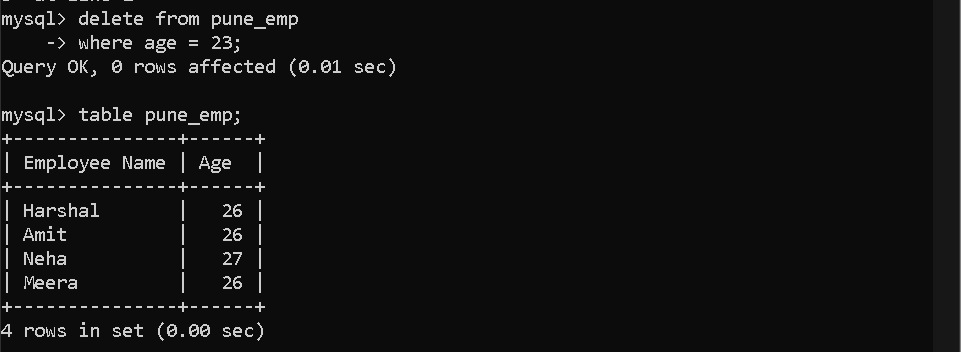 mysql> delete from pune_emp
    -> where age = 23;
Query OK, 0 rows affected (0.01 sec)
mysql> table pune_emp;
+---------------+------+
| Employee Name | Age  |
+---------------+------+
| Harshal       |   26 |
| Amit          |   26 |
| Neha          |   27 |
| Meera         |   26 |
+---------------+------+
4 rows in set (0.00 sec)